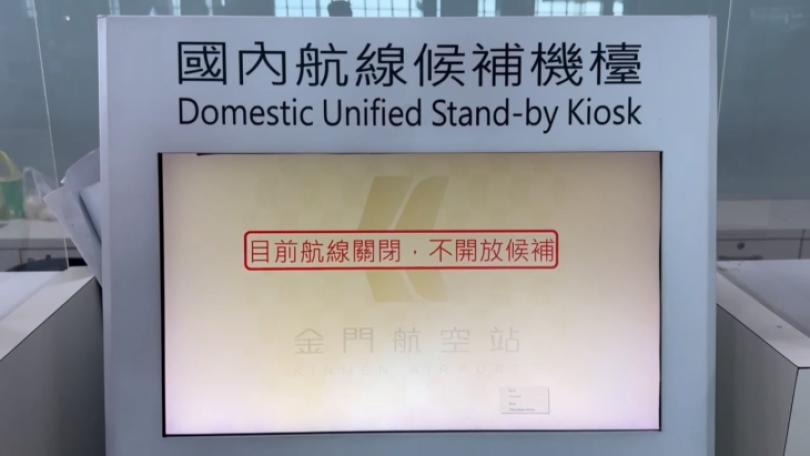 國內航線候補機檯
Domestic Unified Stand-by Kiosk
目前航線關閉，不開放候補
金門航空站
KINMEN AIRPORT